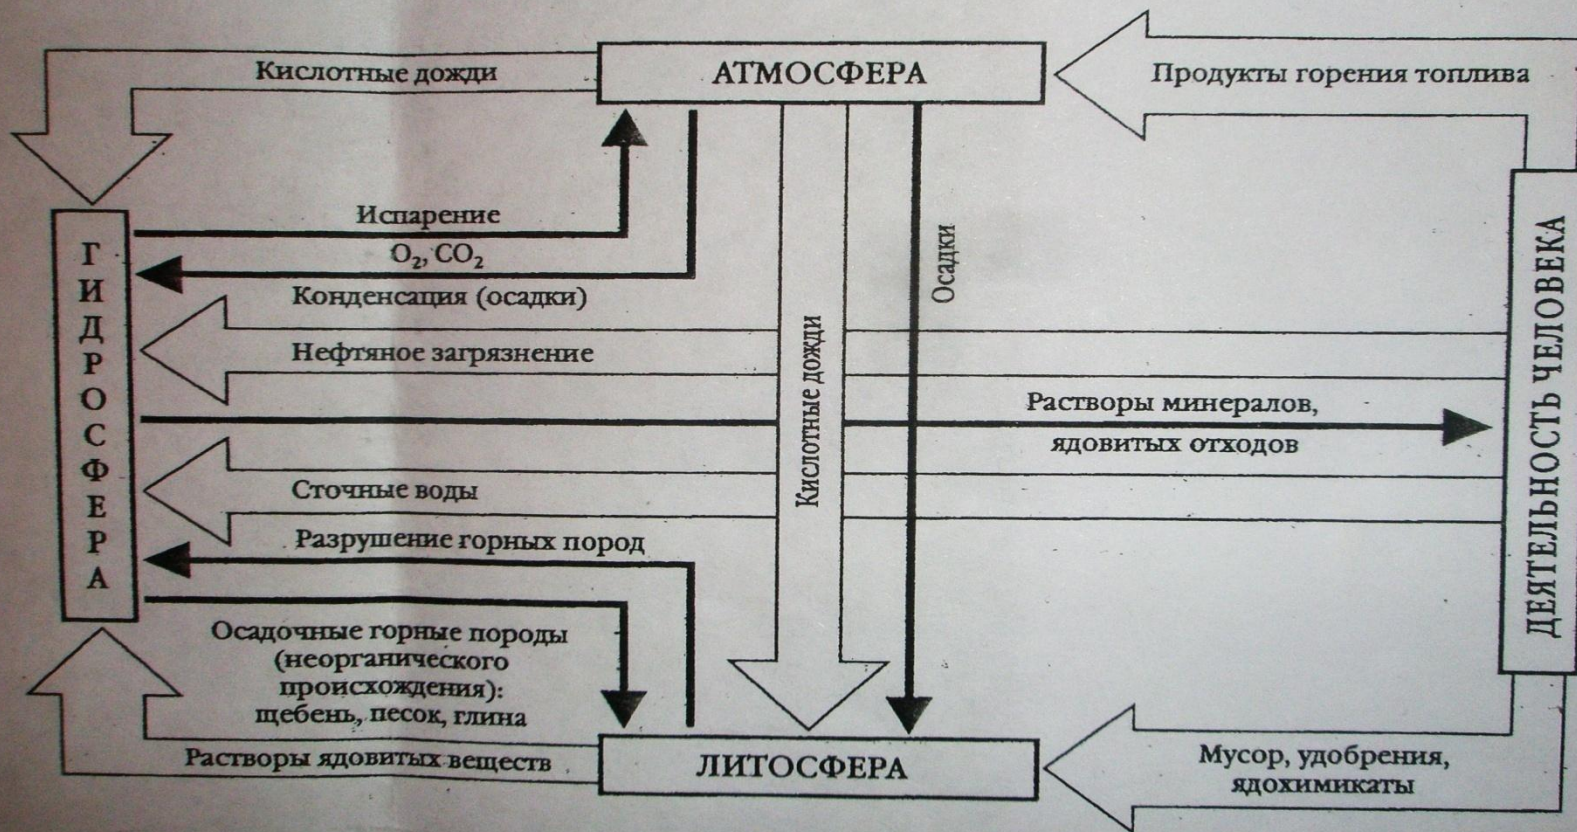 Кислотные дожди
АТМОСФЕРА
Продукты горения топлива
Испарение
O₂, CO₂
Конденсация (осадки)
Осадки
ГИДРОСФЕРА
Нефтяное загрязнение
Кислотные дожди
Растворы минералов,
ядовитых отходов
ДЕЯТЕЛЬНОСТЬ ЧЕЛОВЕКА
Сточные воды
Разрушение горных пород
Осадочные горные породы
(неорганического
происхождения):
щебень, песок, глина
Растворы ядовитых веществ
ЛИТОСФЕРА
Мусор, удобрения,
ядохимикаты